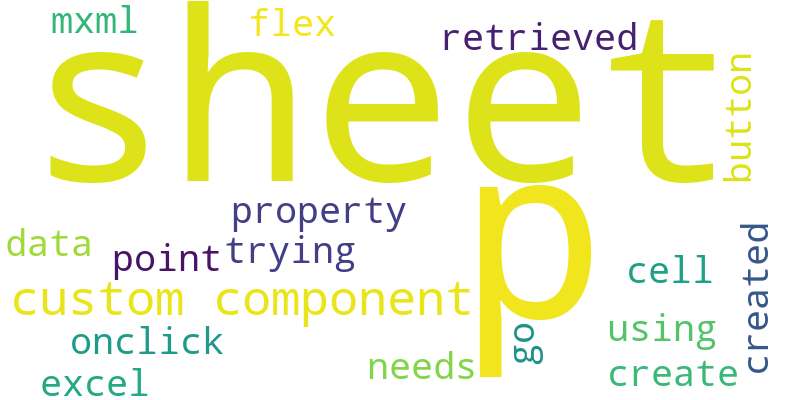 mxml
flex
retrieved
sheet
button
p
property
data
point
trying
cell
created
custom component
onclick
go
using
needs
create
excel